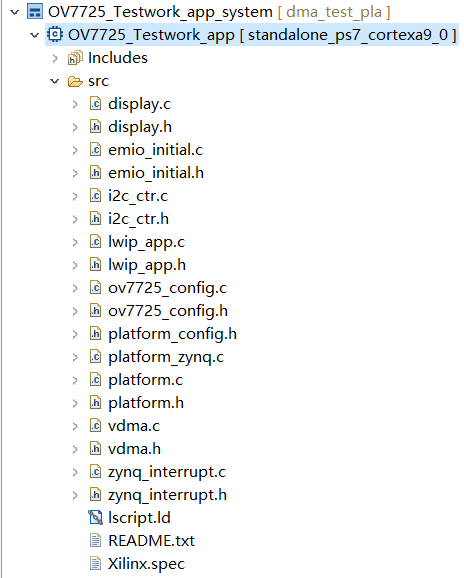 OV7725_Testwork_app_system [ dma_test_pla ]
OV7725_Testwork_app [ standalone_ps7_cortexa9_0 ]
Includes
src
display.c
display.h
emio_initial.c
emio_initial.h
i2c_ctr.c
i2c_ctr.h
lwip_app.c
lwip_app.h
ov7725_config.c
ov7725_config.h
platform_config.h
platform_zynq.c
platform.c
platform.h
vdma.c
vdma.h
zynq_interrupt.c
zynq_interrupt.h
lscript.ld
README.txt
Xilinx.spec